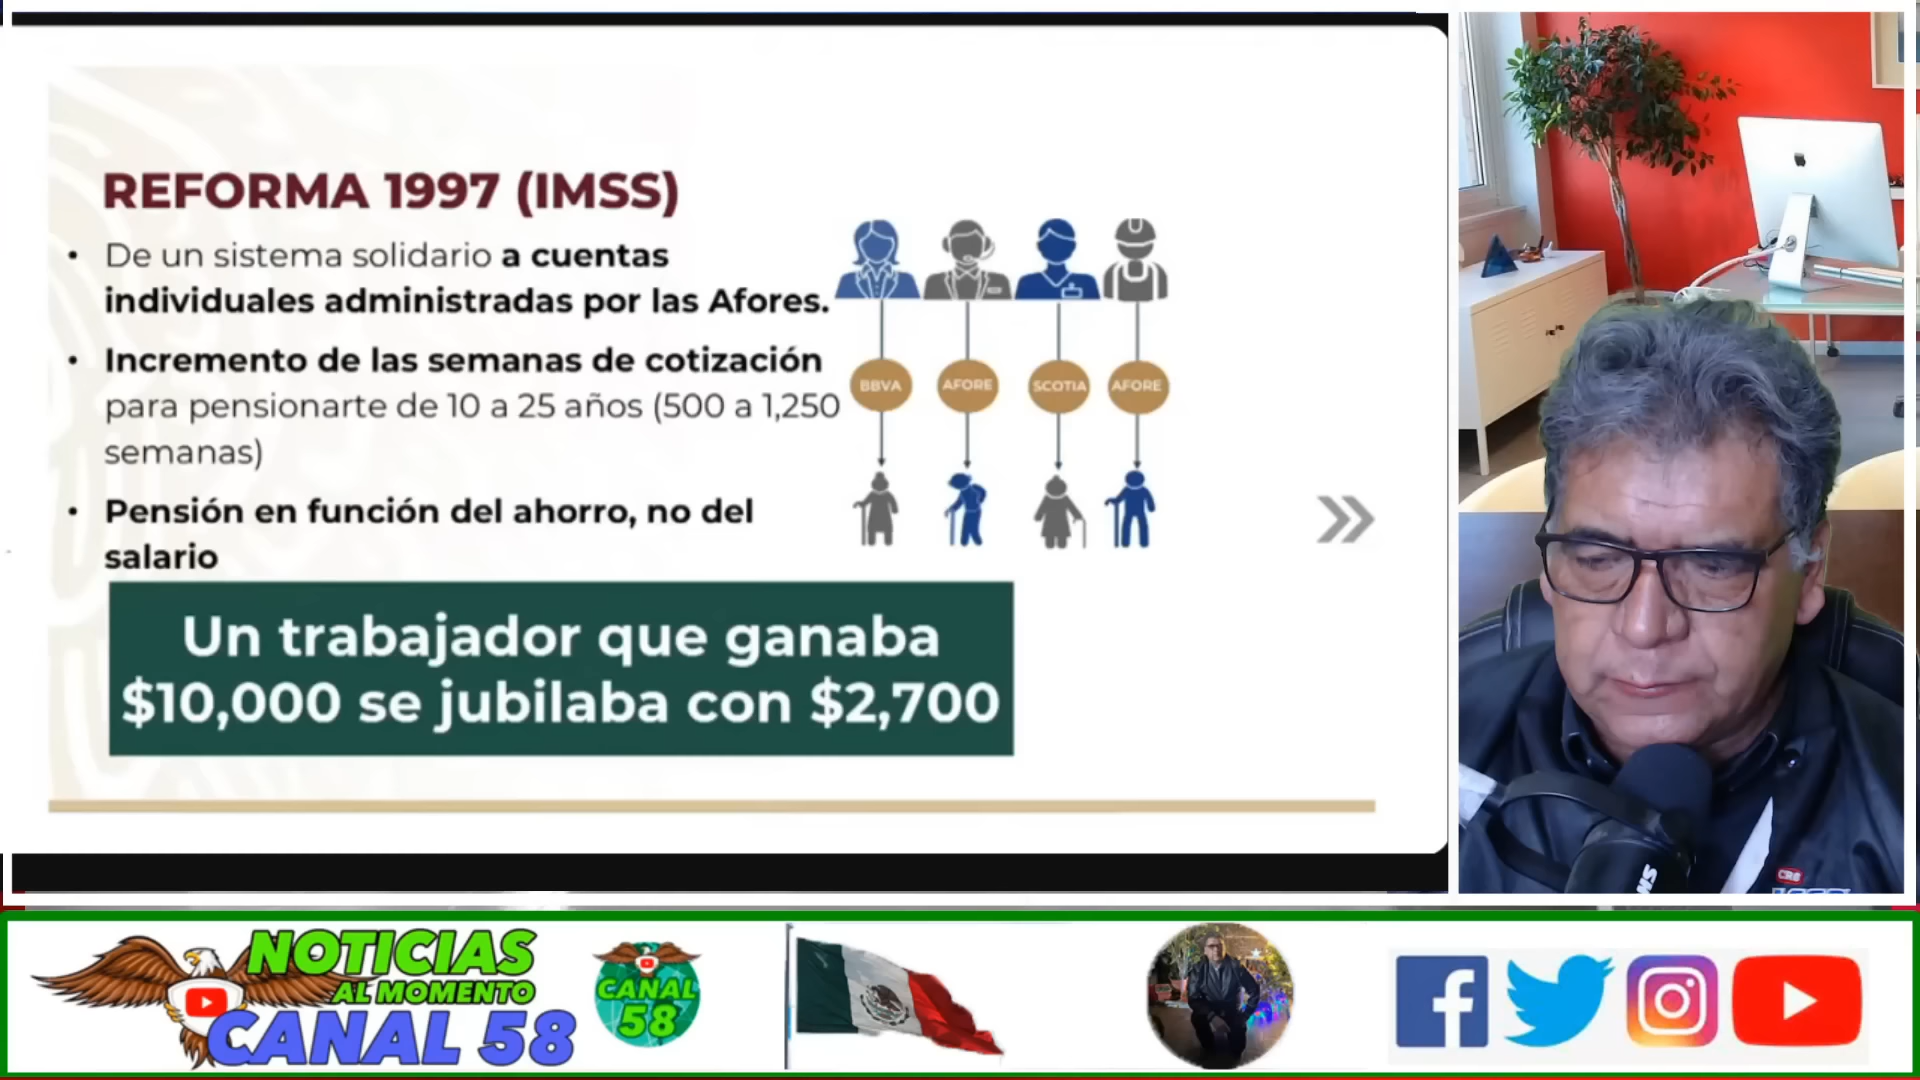 REFORMA 1997 (IMSS)
• De un sistema solidario a cuentas
individuales administradas por las Afores.
• Incremento de las semanas de cotización
para pensionarte de 10 a 25 años (500 a 1,250
semanas)
• Pensión en función del ahorro, no del
salario
BBVA AFORE SCOTIA AFORE
Un trabajador que ganaba
$10,000 se jubilaba con $2,700
NOTICIAS
AL MOMENTO
CANAL 58
CANAL
58